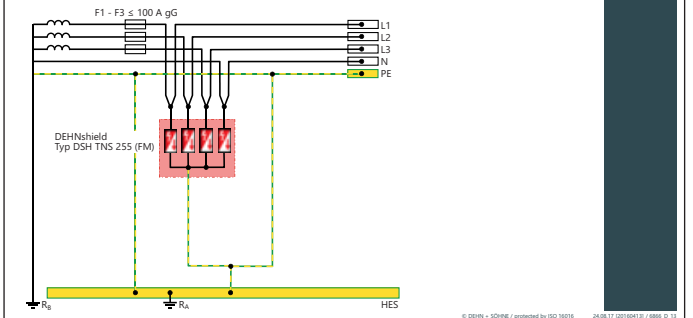 F1 - F3 ≤ 100 A gG
L1
L2
L3
N
PE
DEHNshield
Typ DSH TNS 255 (FM)
RB
RA
HES
© DEHN + SÖHNE / protected by ISO 16016
24.08.17 (20160413) / 6866_D_13